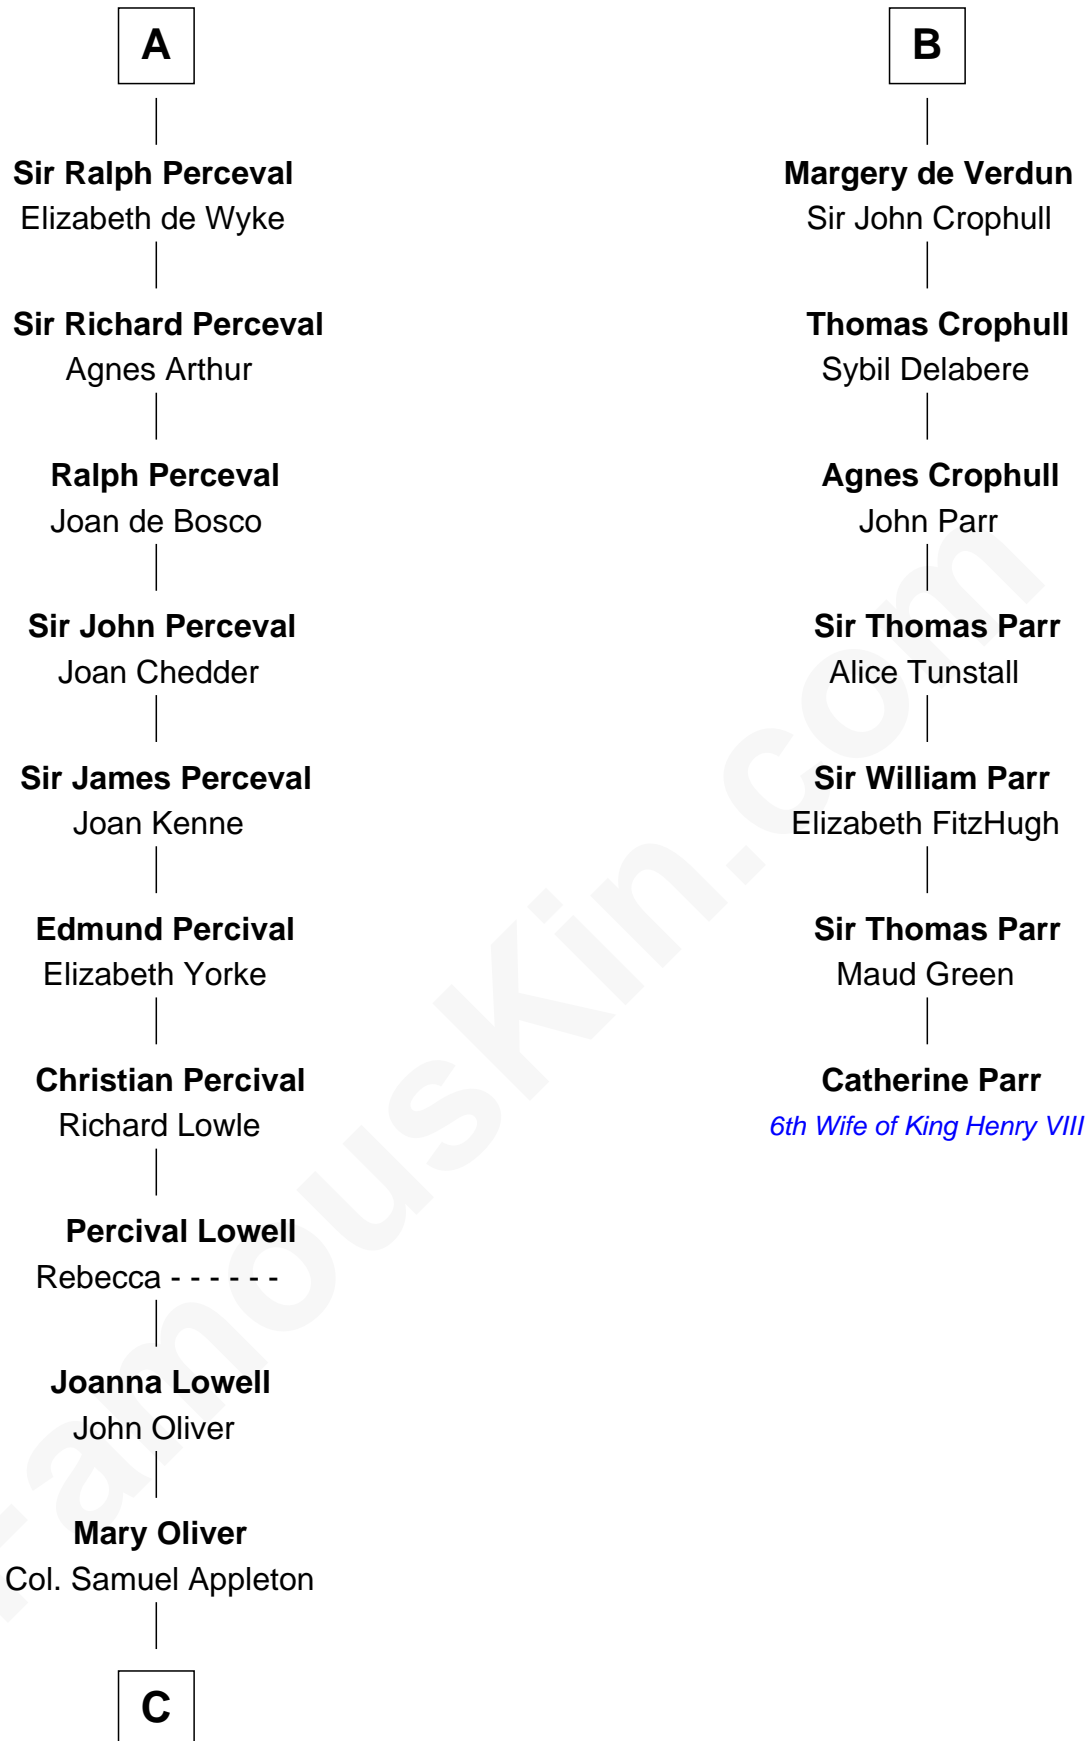 A
Sir Ralph Perceval
Elizabeth de Wyke
Sir Richard Perceval
Agnes Arthur
Ralph Perceval
Joan de Bosco
Sir John Perceval
Joan Chedder
Sir James Perceval
Joan Kenne
Edmund Percival
Elizabeth Yorke
Christian Percival
Richard Lowle
Percival Lowell
Rebecca - - - - - -
Joanna Lowell
John Oliver
Mary Oliver
Col. Samuel Appleton
C
B
Margery de Verdun
Sir John Crophull
Thomas Crophull
Sybil Delabere
Agnes Crophull
John Parr
Sir Thomas Parr
Alice Tunstall
Sir William Parr
Elizabeth FitzHugh
Sir Thomas Parr
Maud Green
Catherine Parr
6th Wife of King Henry VIII
FamousKin.com